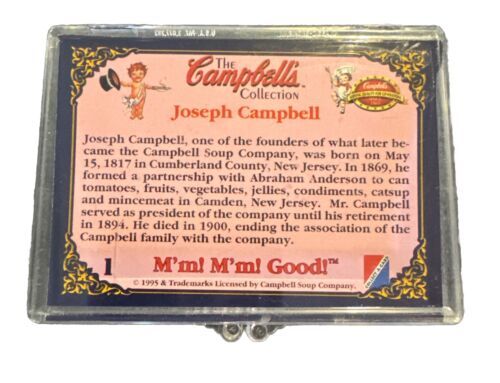 The
Campbell's
Collection
Joseph Campbell
Joseph Campbell, one of the founders of what later be-
came the Campbell Soup Company, was born on May
15, 1817 in Cumberland County, New Jersey. In 1869, he
formed a partnership with Abraham Anderson to can
tomatoes, fruits, vegetables, jellies, condiments, catsup
and mincemeat in Camden, New Jersey. Mr. Campbell
served as president of the company until his retirement
in 1894. He died in 1900, ending the association of the
Campbell family with the company.
1
M'm! M'm! Good!™
© 1995 & Trademarks Licensed by Campbell Soup Company.